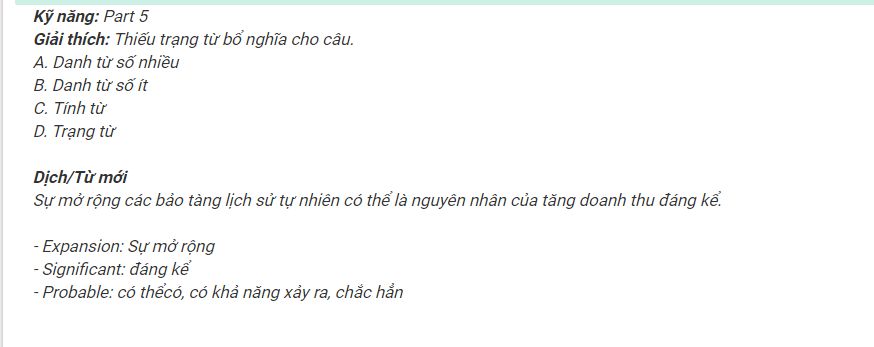 Kỹ năng: Part 5
Giải thích: Thiếu trạng từ bổ nghĩa cho câu.
A. Danh từ số nhiều
B. Danh từ số ít
C. Tính từ
D. Trạng từ
Dịch/Từ mới
Sự mở rộng các bảo tàng lịch sử tự nhiên có thể là nguyên nhân của tăng doanh thu đáng kể.
- Expansion: Sự mở rộng
- Significant: đáng kể
- Probable: có thểcó, có khả năng xảy ra, chắc hẳn